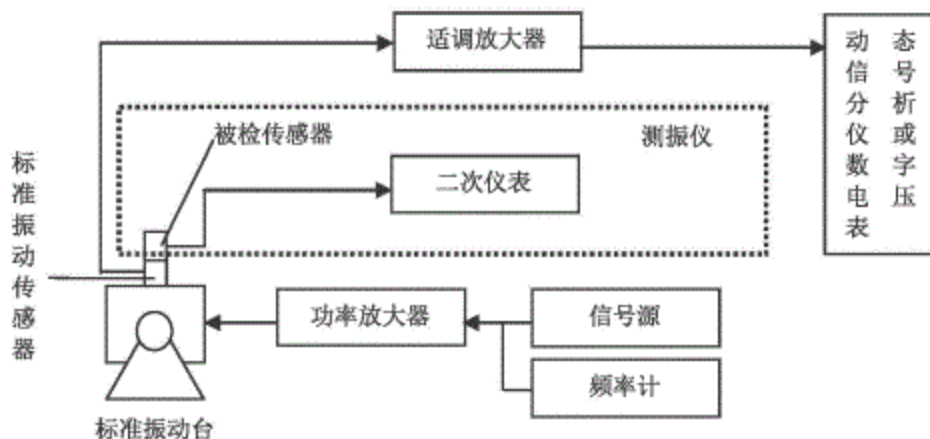 适调放大器
动 态
信 号
分 析
仪 或
数 字
电 压
表
被检传感器
测振仪
二次仪表
标准振动传感器
功率放大器
信号源
频率计
标准振动台